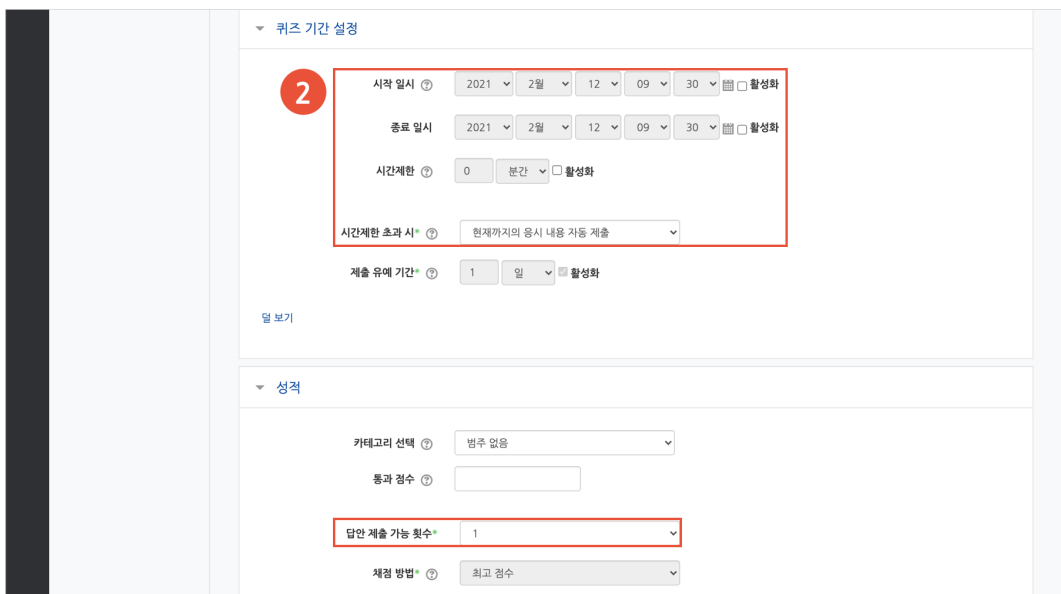 퀴즈 기간 설정
2
시작 일시 2021 2월 12 09 30 활성화
종료 일시 2021 2월 12 09 30 활성화
시간제한 0 분간 활성화
시간제한 초과 시* 현재까지의 응시 내용 자동 제출
제출 유예 기간* 1 일 활성화
덜 보기
성적
카테고리 선택 범주 없음
통과 점수
답안 제출 가능 횟수* 1
채점 방법* 최고 점수